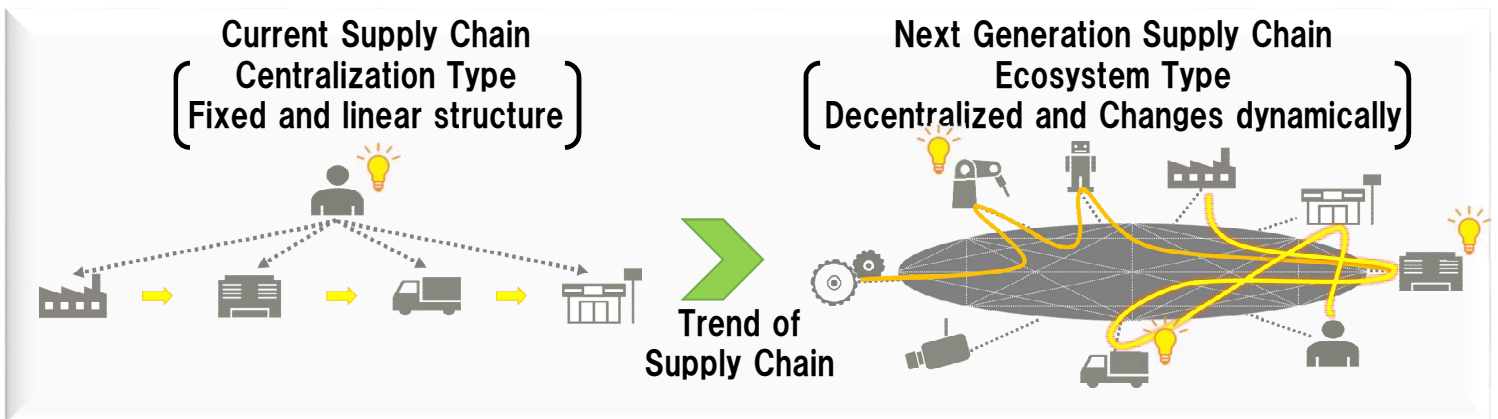 Current Supply Chain
Centralization Type
Fixed and linear structure
Trend of
Supply Chain
Next Generation Supply Chain
Ecosystem Type
Decentralized and Changes dynamically